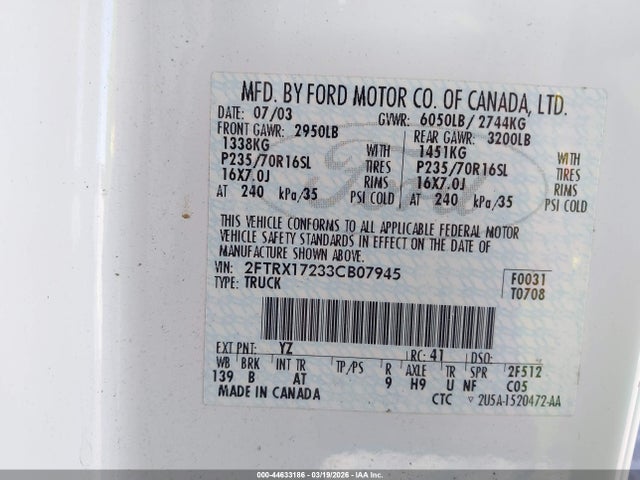 MFD. BY FORD MOTOR CO. OF CANADA, LTD.
DATE: 07/03 GVWR: 6050LB/ 2744KG
FRONT GAWR: 2950LB REAR GAWR: 3200LB
1338KG WITH 1451KG WITH
P235/70R16SL TIRES P235/70R16SL TIRES
16X7.0J RIMS 16X7.0J RIMS
AT 240 kPa/35 PSI COLD AT 240 kPa/35 PSI COLD
THIS VEHICLE CONFORMS TO ALL APPLICABLE FEDERAL MOTOR
VEHICLE SAFETY STANDARDS IN EFFECT ON THE DATE OF
MANUFACTURE SHOWN ABOVE.
VIN: 2FTRX17233CB07945 F0031
TYPE: TRUCK T0708
EXT PNT: YZ RC: 41 DSO:
WB BRK INT TR TP/PS R AXLE TR SPR 2F512
139 B AT 9 H9 U NF C05
MADE IN CANADA CTC ▽ 2U5A-1520472-AA
Ford
000-44633186 | 03/19/2026 - IAAI.com